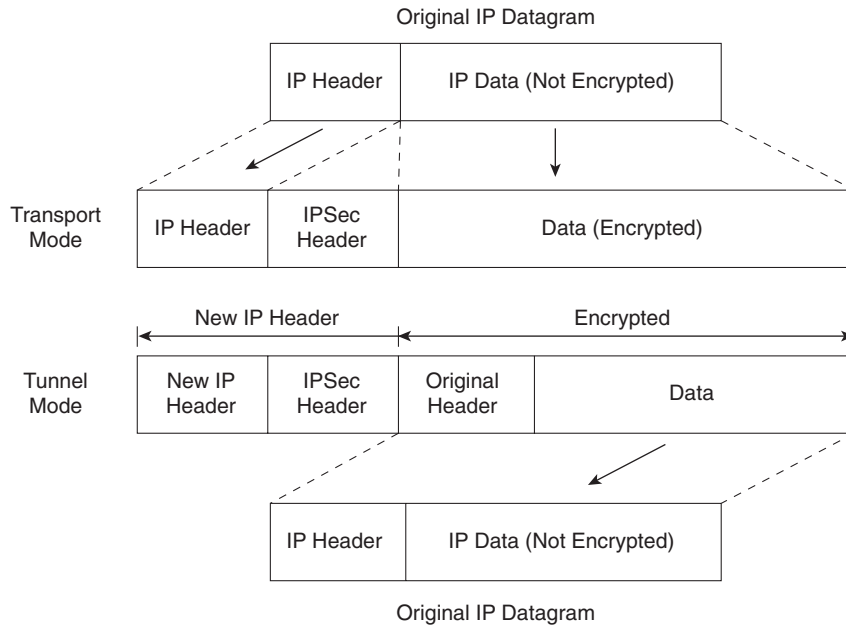 Original IP Datagram
IP Header
IP Data (Not Encrypted)
Transport
Mode
IP Header
IPSec
Header
Data (Encrypted)
New IP Header
Encrypted
Tunnel
Mode
New IP
Header
IPSec
Header
Original
Header
Data
IP Header
IP Data (Not Encrypted)
Original IP Datagram